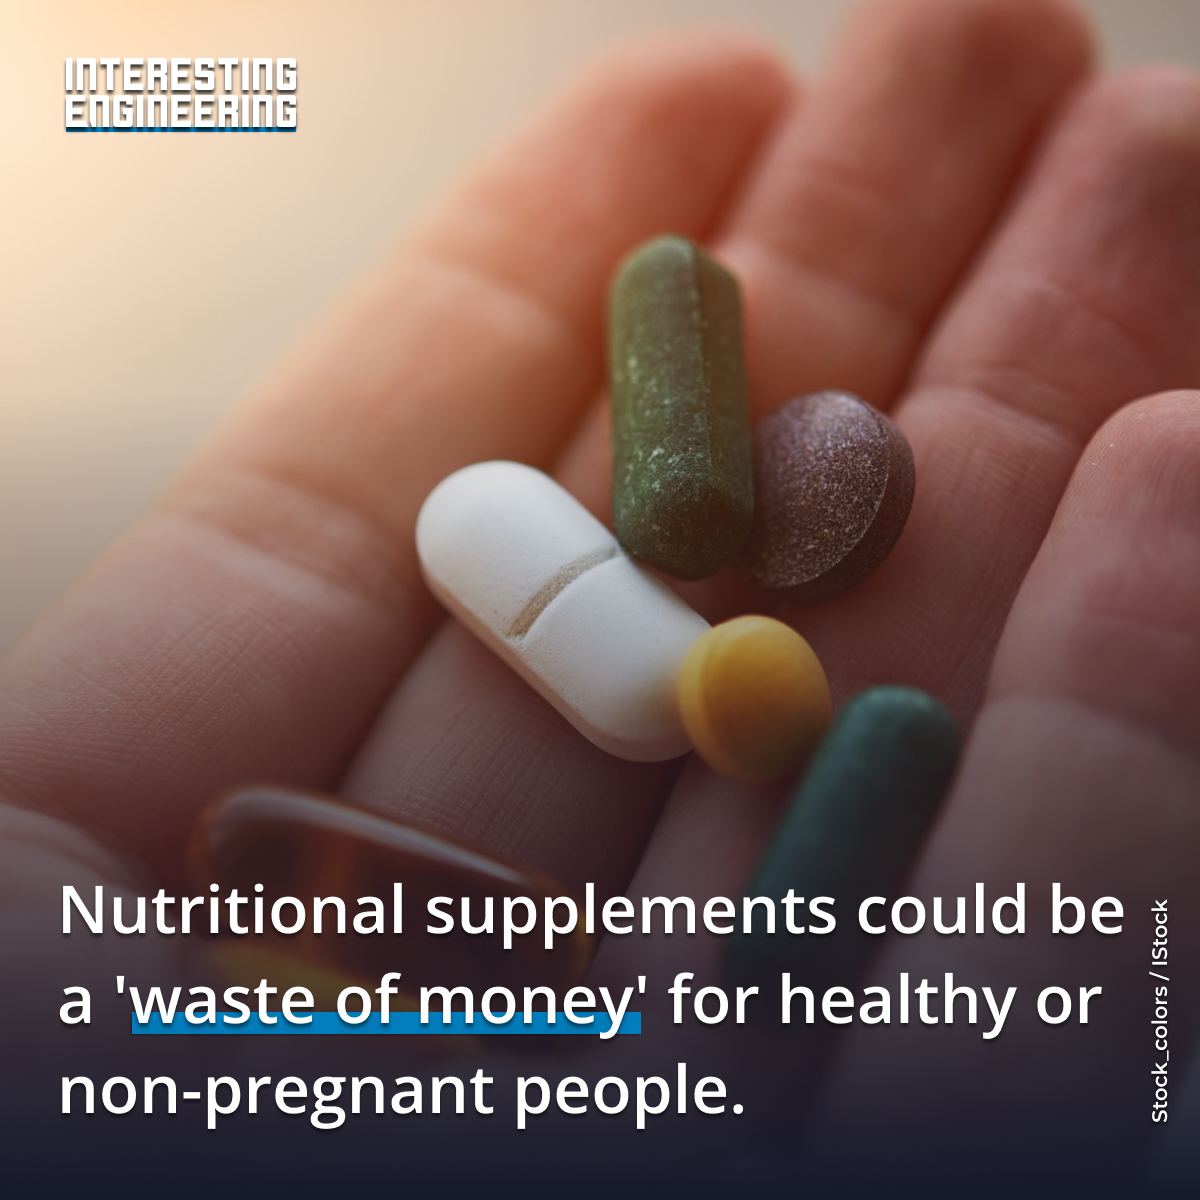 INTERESTING
ENGINEERING
Nutritional supplements could be
a 'waste of money' for healthy or
non-pregnant people.
Stock_colors / IStock